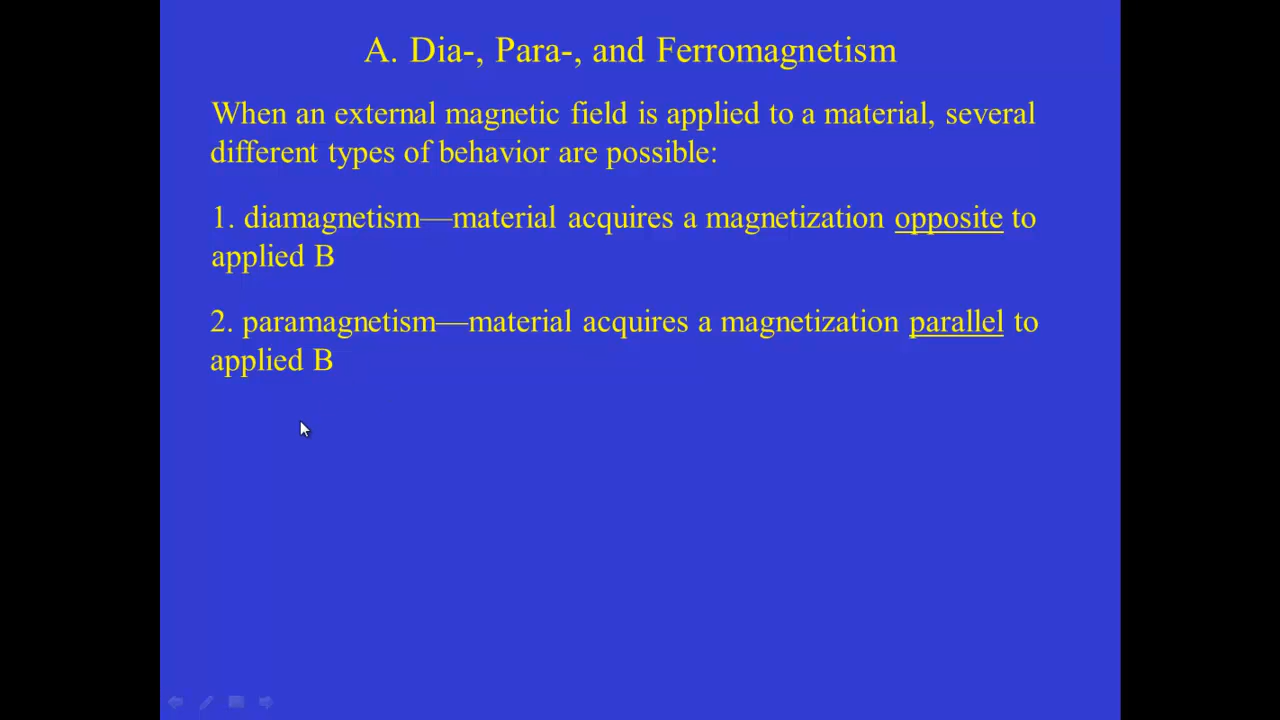 A. Dia-, Para-, and Ferromagnetism
When an external magnetic field is applied to a material, several
different types of behavior are possible:
1. diamagnetism—material acquires a magnetization opposite to
applied B
2. paramagnetism—material acquires a magnetization parallel to
applied B